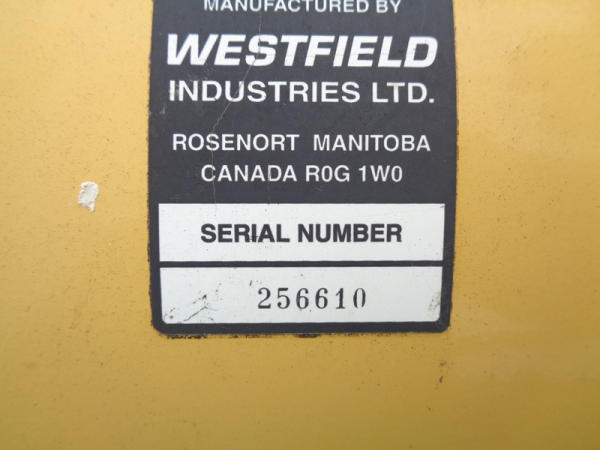 MANUFACTURED BY
WESTFIELD
INDUSTRIES LTD.
ROSENORT MANITOBA
CANADA R0G 1W0
SERIAL NUMBER
256610